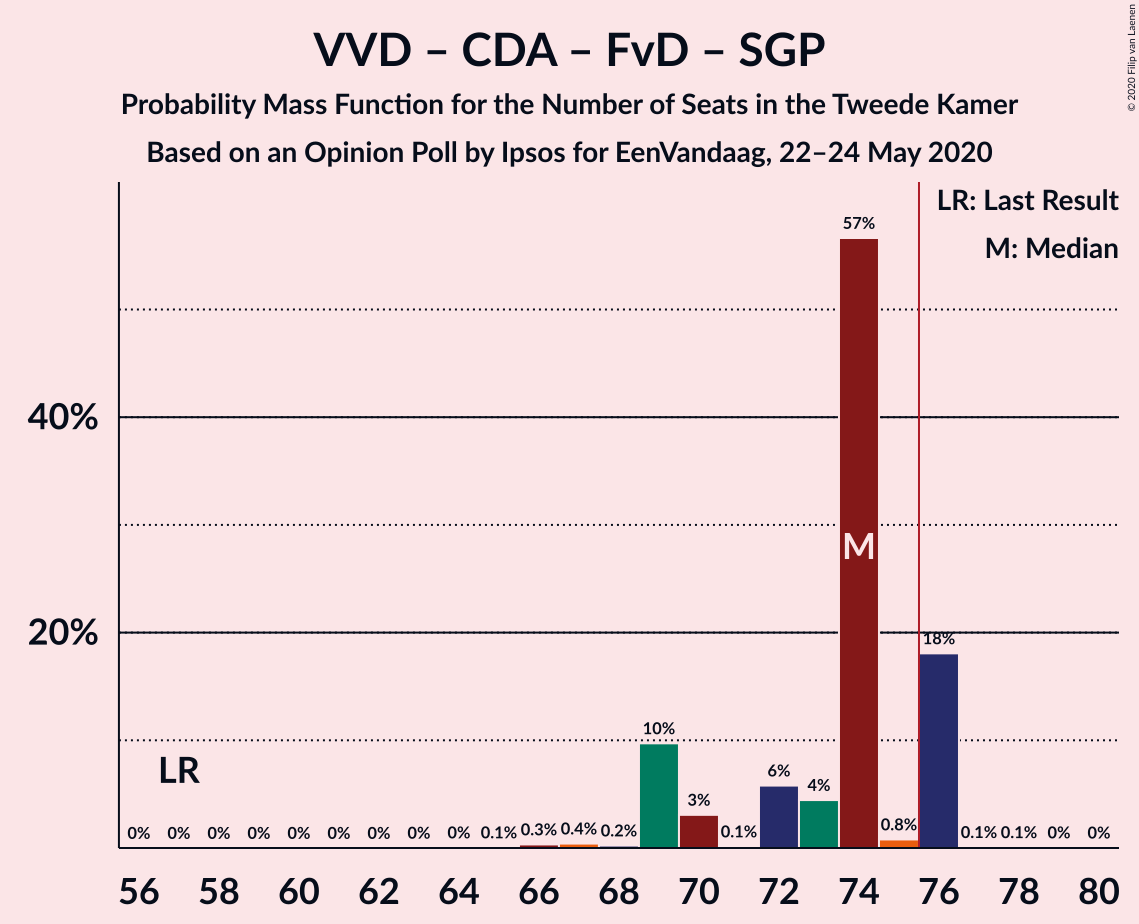 VVD – CDA – FvD – SGP
Probability Mass Function for the Number of Seats in the Tweede Kamer
Based on an Opinion Poll by Ipsos for EenVandaag, 22–24 May 2020
© 2020 Filip van Laenen
LR: Last Result
M: Median
40%
20%
LR
M
0% 0% 0% 0% 0% 0% 0% 0% 0% 0.1% 0.3% 0.4% 0.2% 10% 3% 0.1% 6% 4% 57% 0.8% 18% 0.1% 0.1% 0% 0%
56 58 60 62 64 66 68 70 72 74 76 78 80